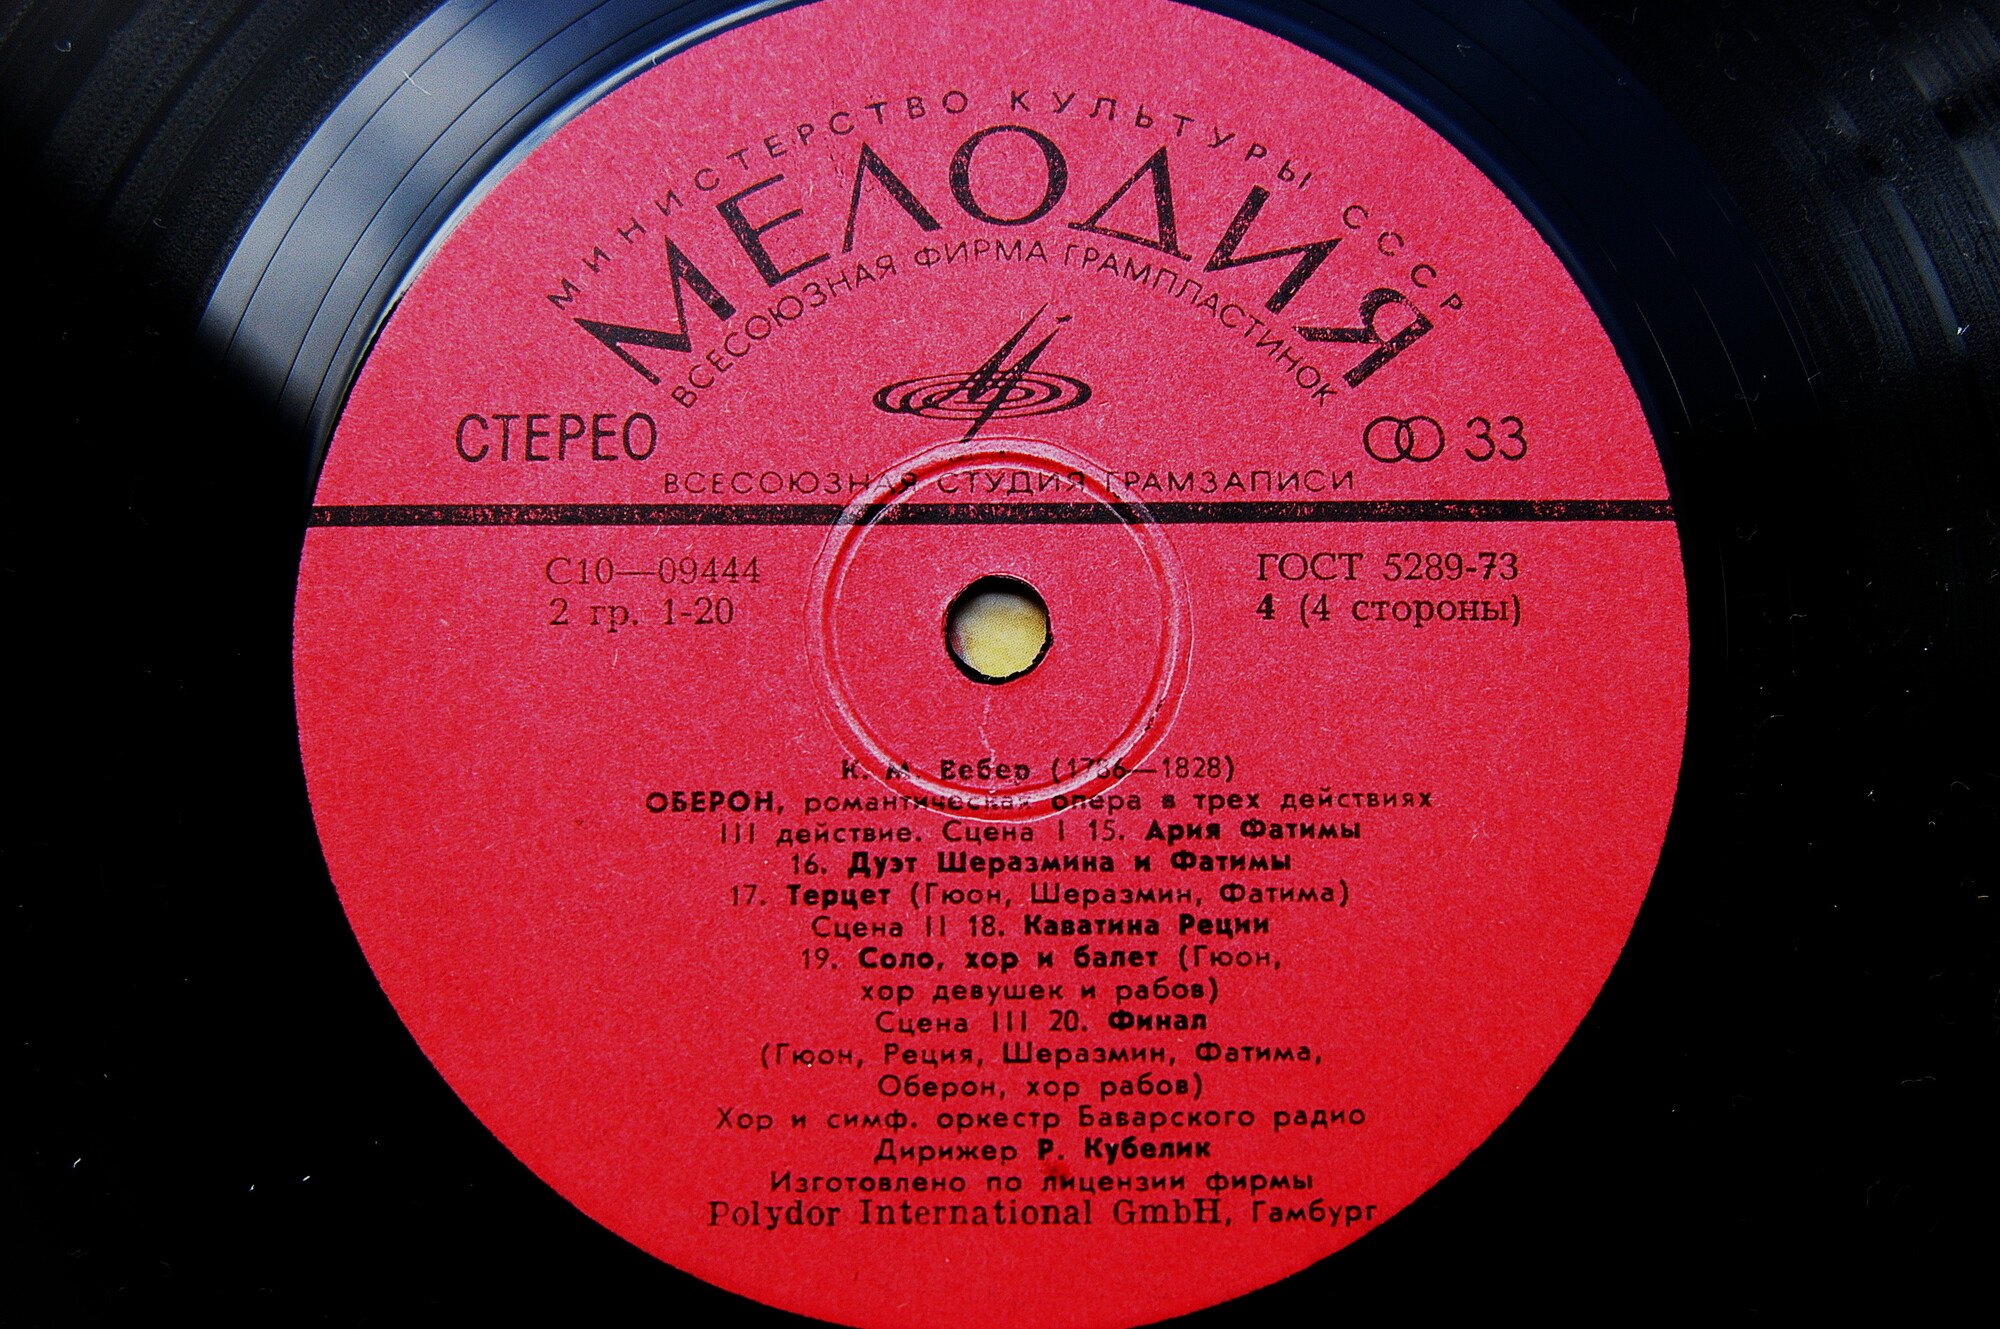 МИНИСТЕРСТВО КУЛЬТУРЫ СССР
МЕЛОДИЯ
ВСЕСОЮЗНАЯ ФИРМА ГРАМПЛАСТИНОК
СТЕРЕО
33
ВСЕСОЮЗНАЯ СТУДИЯ ГРАМЗАПИСИ
С10—09444
2 гр. 1-20
ГОСТ 5289-73
4 (4 стороны)
К. М. Вебер (1786—1828)
ОБЕРОН, романтическая опера в трех действиях
III действие. Сцена I 15. Ария Фатимы
16. Дуэт Шеразмина и Фатимы
17. Терцет (Гюон, Шеразмин, Фатима)
Сцена II 18. Каватина Реции
19. Соло, хор и балет (Гюон,
хор девушек и рабов)
Сцена III 20. Финал
(Гюон, Реция, Шеразмин, Фатима,
Оберон, хор рабов)
Хор и симф. оркестр Баварского радио
Дирижер Р. Кубелик
Изготовлено по лицензии фирмы
Polydor International GmbH, Гамбург